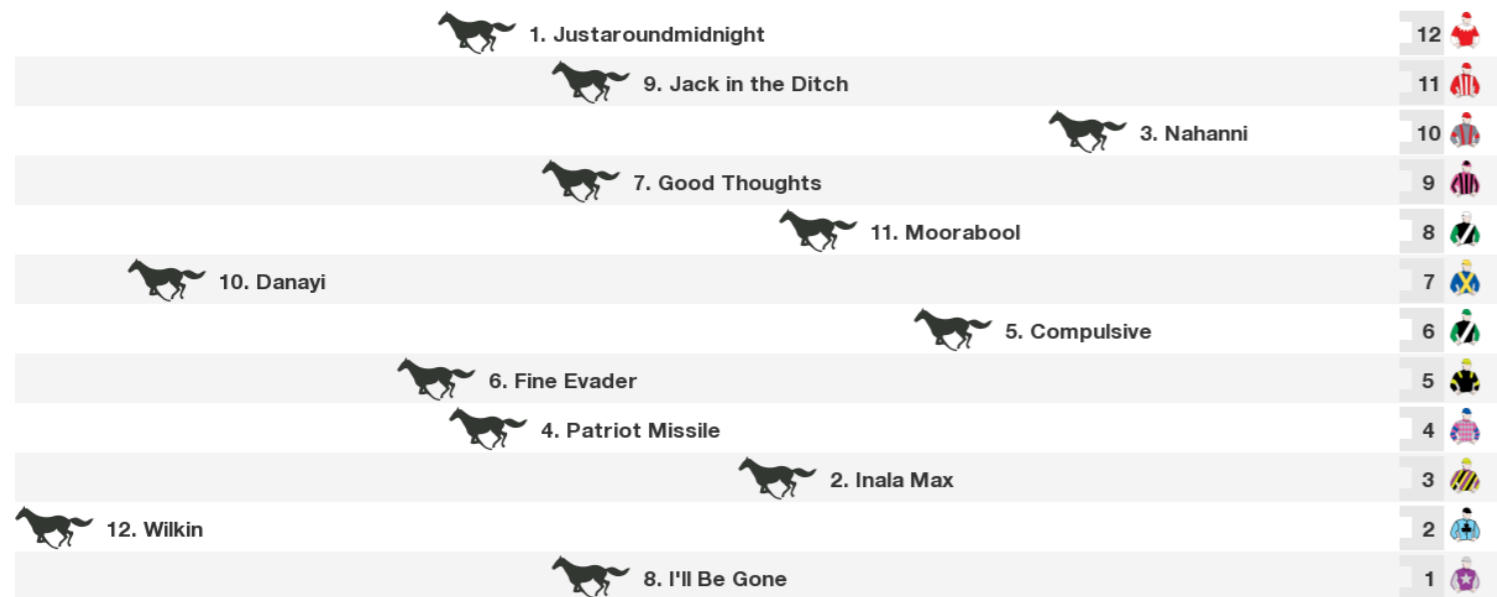 1. Justaroundmidnight 12
9. Jack in the Ditch 11
3. Nahanni 10
7. Good Thoughts 9
11. Moorabool 8
10. Danayi 7
5. Compulsive 6
6. Fine Evader 5
4. Patriot Missile 4
2. Inala Max 3
12. Wilkin 2
8. I'll Be Gone 1